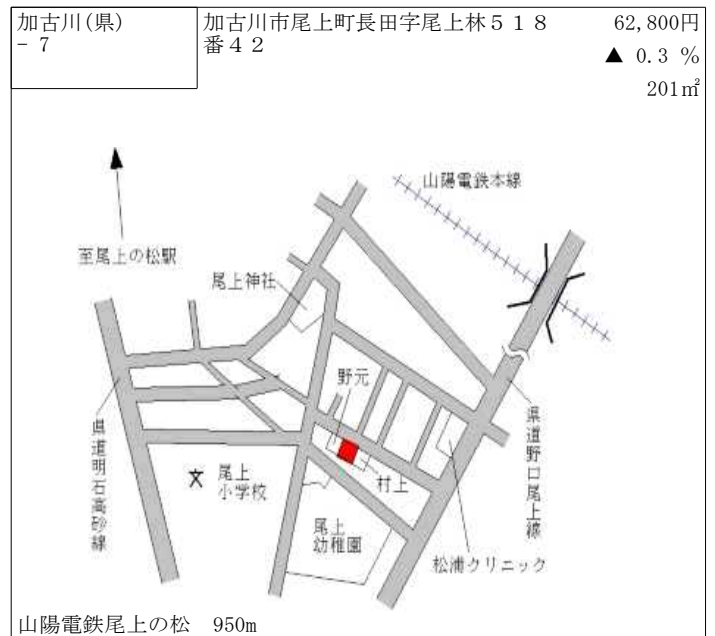 加古川(県)
- 7
加古川市尾上町長田字尾上林５１８
番４２
62,800円
▲ 0.3 %
201㎡
山陽電鉄本線
至尾上の松駅
尾上神社
野元
県道明石高砂線
尾上
小学校
村上
県道野口尾上線
尾上
幼稚園
松浦クリニック
山陽電鉄尾上の松　950m